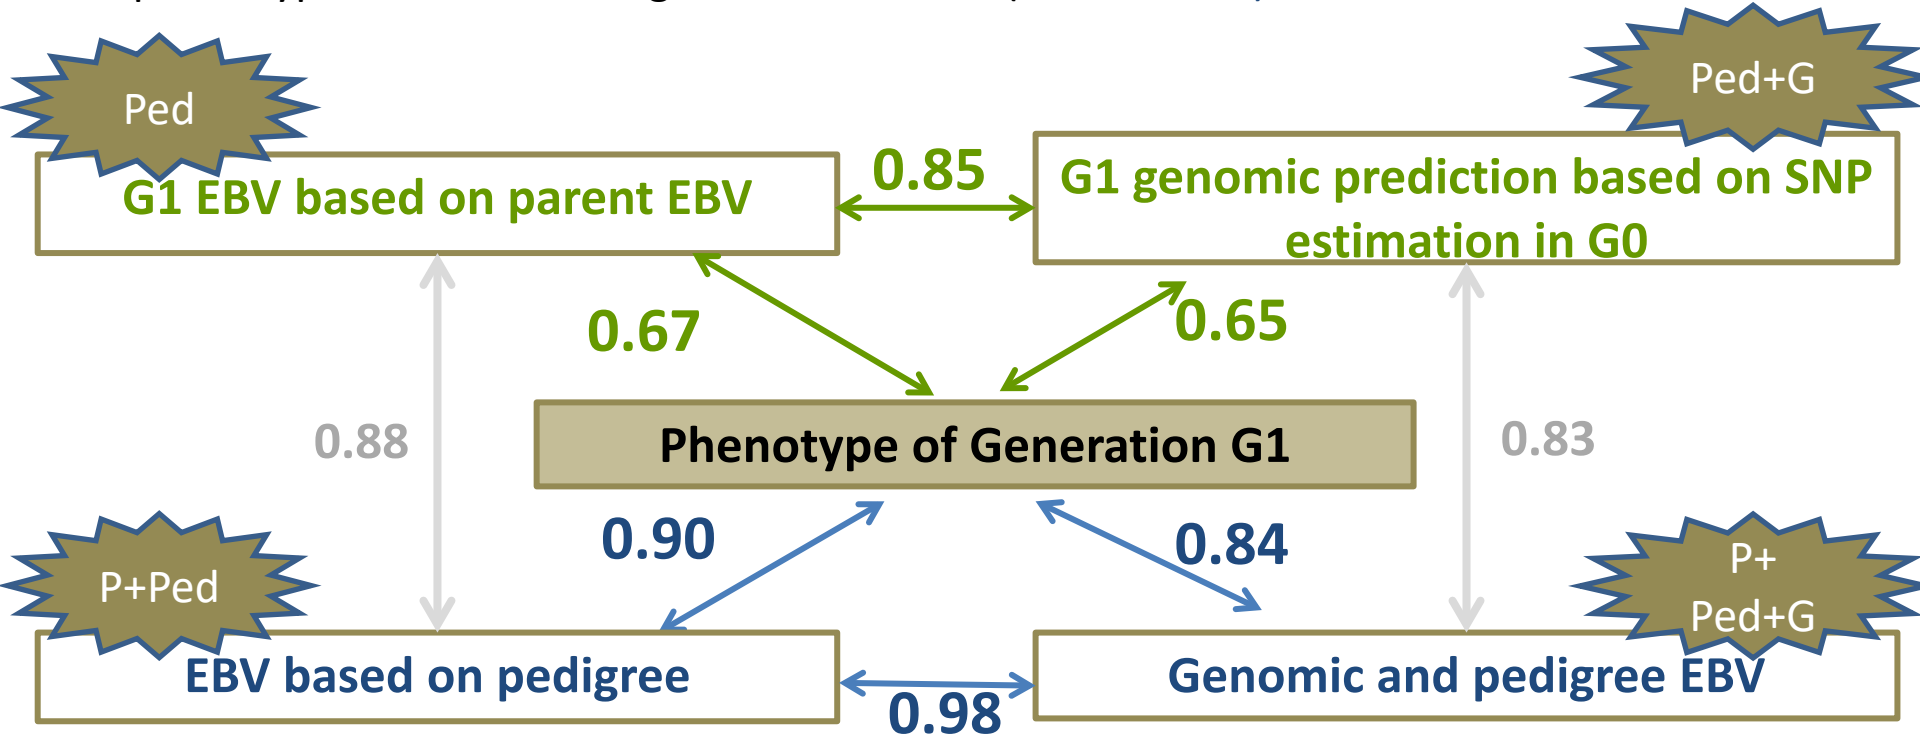 Ped
Ped+G
G1 EBV based on parent EBV
0.85
G1 genomic prediction based on SNP
estimation in G0
0.67
0.65
0.88
Phenotype of Generation G1
0.83
0.90
0.84
P+Ped
P+
Ped+G
EBV based on pedigree
0.98
Genomic and pedigree EBV